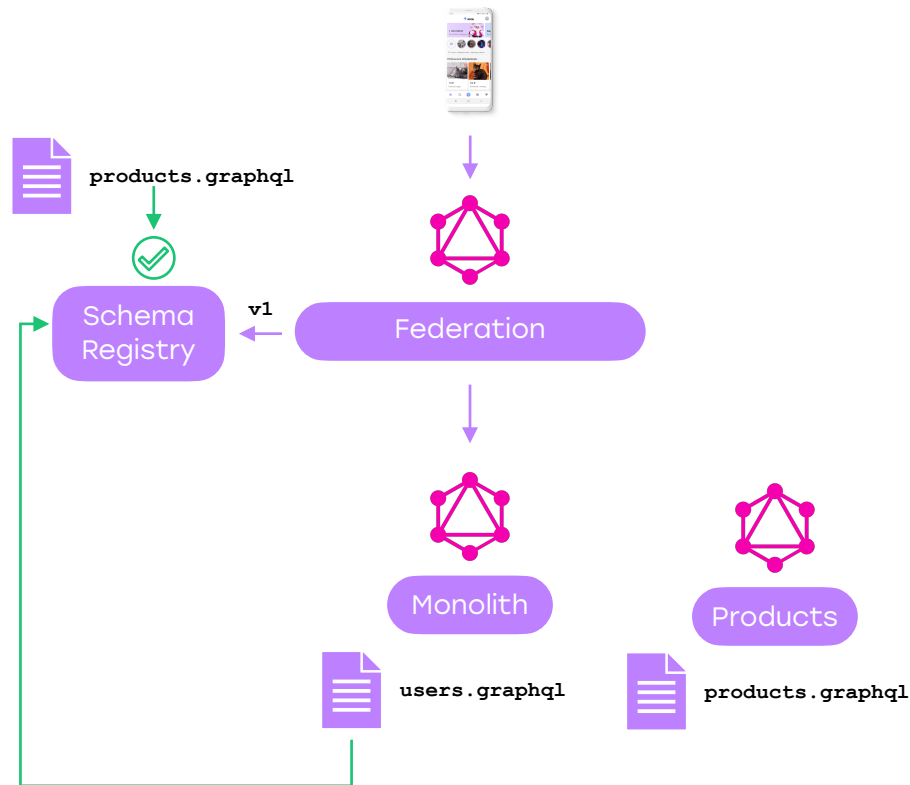 products.graphql
Schema
Registry
v1
Federation
Monolith
Products
users.graphql
products.graphql